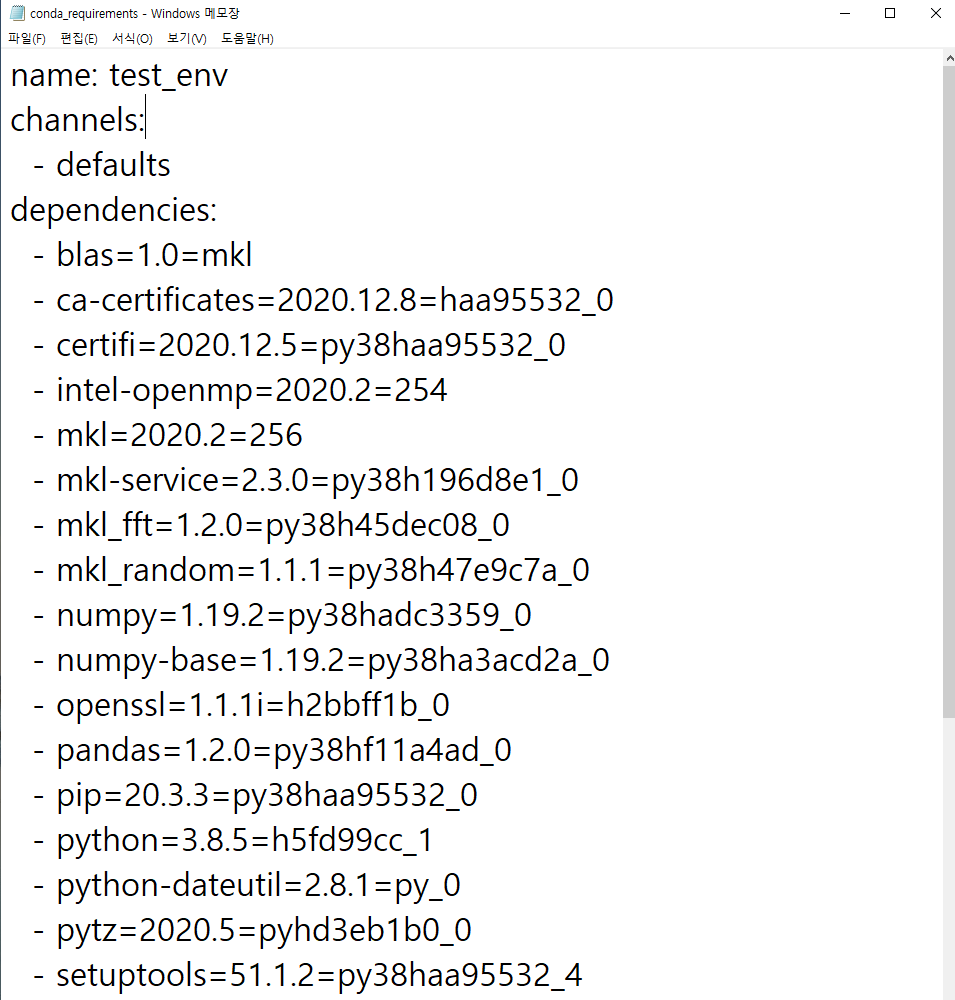 conda_requirements - Windows 메모장
파일(F) 편집(E) 서식(O) 보기(V) 도움말(H)
name: test_env
channels:
- defaults
dependencies:
- blas=1.0=mkl
- ca-certificates=2020.12.8=haa95532_0
- certifi=2020.12.5=py38haa95532_0
- intel-openmp=2020.2=254
- mkl=2020.2=256
- mkl-service=2.3.0=py38h196d8e1_0
- mkl_fft=1.2.0=py38h45dec08_0
- mkl_random=1.1.1=py38h47e9c7a_0
- numpy=1.19.2=py38hadc3359_0
- numpy-base=1.19.2=py38ha3acd2a_0
- openssl=1.1.1i=h2bbff1b_0
- pandas=1.2.0=py38hf11a4ad_0
- pip=20.3.3=py38haa95532_0
- python=3.8.5=h5fd99cc_1
- python-dateutil=2.8.1=py_0
- pytz=2020.5=pyhd3eb1b0_0
- setuptools=51.1.2=py38haa95532_4